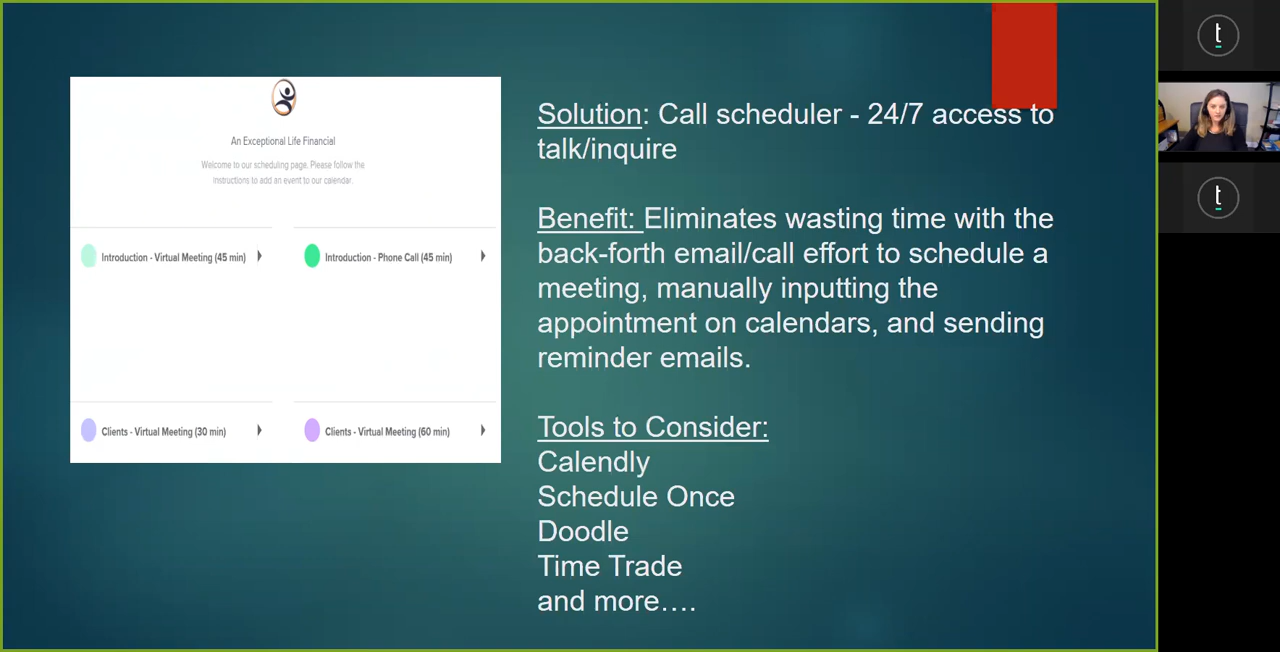 An Exceptional Life Financial
Welcome to our scheduling page. Please follow the
instructions to add an event to our calendar.
Introduction - Virtual Meeting (45 min)
Introduction - Phone Call (45 min)
Clients - Virtual Meeting (30 min)
Clients - Virtual Meeting (60 min)
Solution: Call scheduler - 24/7 access to
talk/inquire
Benefit: Eliminates wasting time with the
back-forth email/call effort to schedule a
meeting, manually inputting the
appointment on calendars, and sending
reminder emails.
Tools to Consider:
Calendly
Schedule Once
Doodle
Time Trade
and more….
t
t